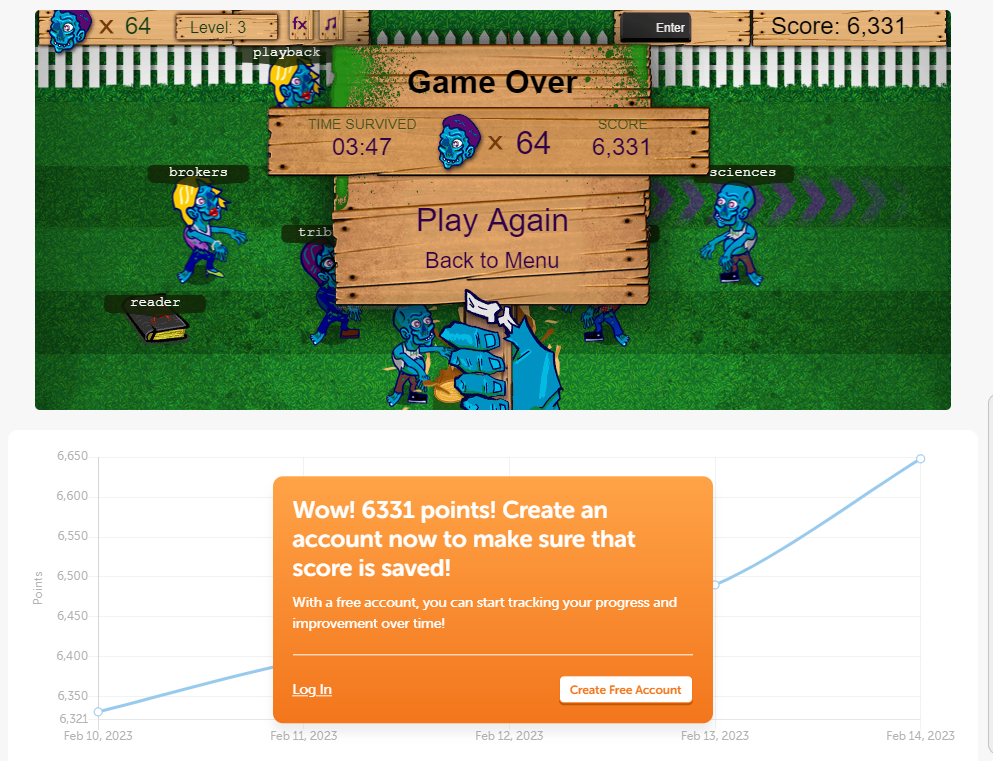 x 64
Level: 3
fx
Enter
Score: 6,331
playback
Game Over
TIME SURVIVED
SCORE
03:47
x 64
6,331
brokers
sciences
Play Again
trib
Back to Menu
reader
6,650
6,600
6,550
6,500
6,450
6,400
6,350
6,321
Points
Wow! 6331 points! Create an
account now to make sure that
score is saved!
With a free account, you can start tracking your progress and
improvement over time!
Log In
Create Free Account
Feb 10, 2023
Feb 11, 2023
Feb 12, 2023
Feb 13, 2023
Feb 14, 2023